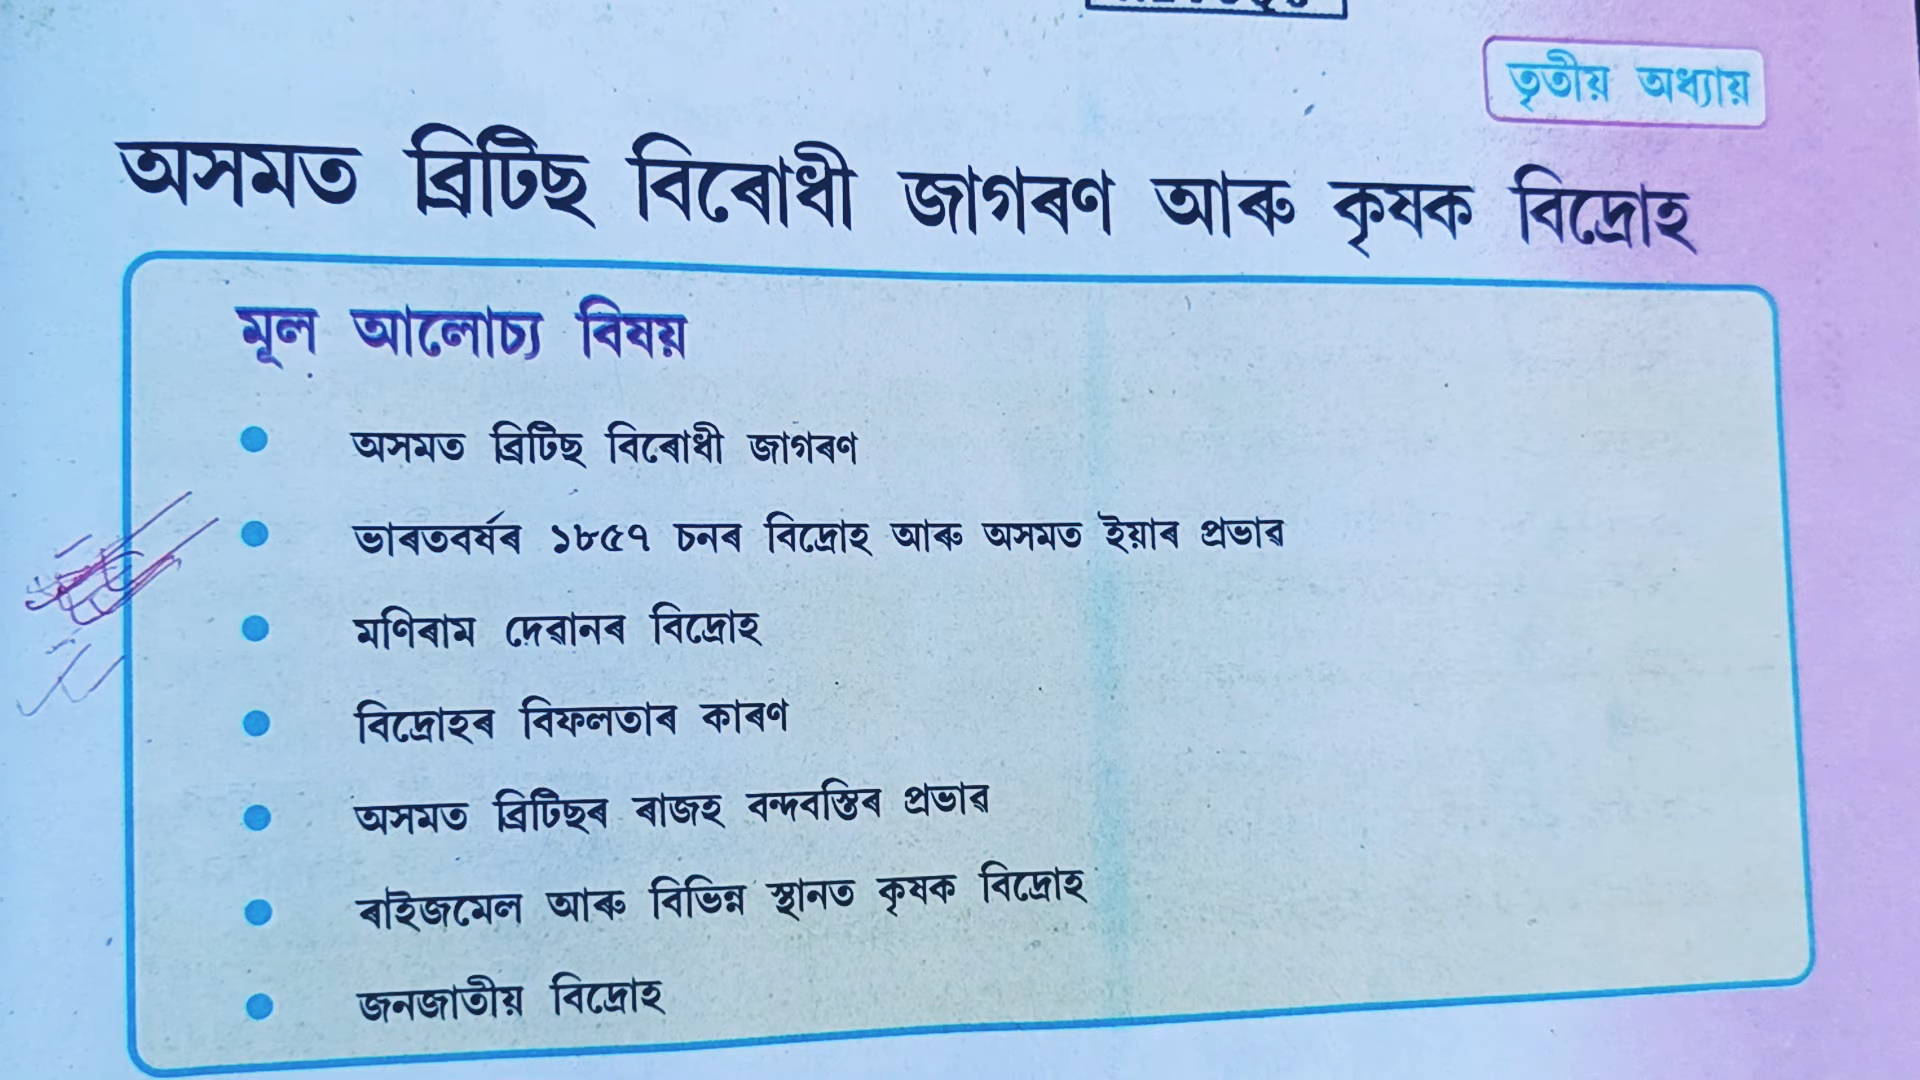 তৃতীয় অধ্যায়
অসমত ব্ৰিটিছ বিৰোধী জাগৰণ আৰু কৃষক বিদ্ৰোহ
মূল আলোচ্য বিষয়
● অসমত ব্ৰিটিছ বিৰোধী জাগৰণ
● ভাৰতবৰ্ষৰ ১৮৫৭ চনৰ বিদ্ৰোহ আৰু অসমত ইয়াৰ প্ৰভাৱ
● মণিৰাম দেৱানৰ বিদ্ৰোহ
● বিদ্ৰোহৰ বিফলতাৰ কাৰণ
● অসমত ব্ৰিটিছৰ ৰাজহ বন্দবস্তিৰ প্ৰভাৱ
● ৰাইজমেল আৰু বিভিন্ন স্থানত কৃষক বিদ্ৰোহ
● জনজাতীয় বিদ্ৰোহ